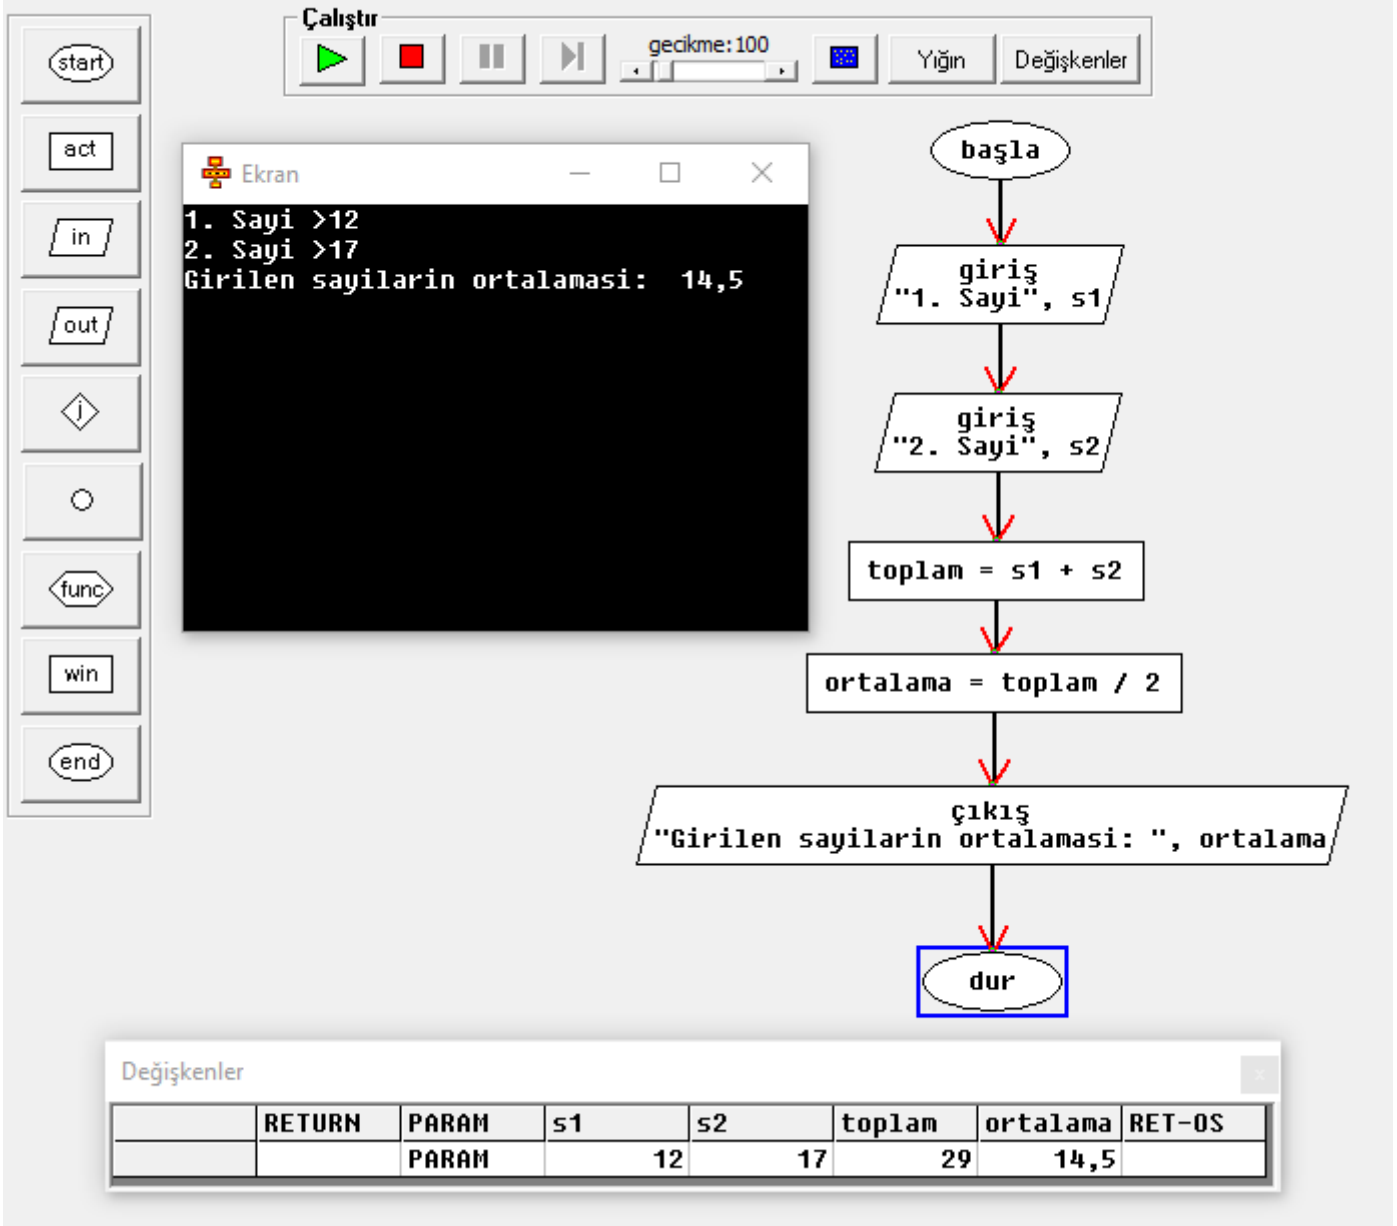 Çalıştır
gecikme:100
Yığın
Değişkenler
start
act
in
out
j
func
win
end
Ekran
1. Sayi >12
2. Sayi >17
Girilen sayilarin ortalamasi:  14,5
başla
giriş
"1. Sayi", s1
giriş
"2. Sayi", s2
toplam = s1 + s2
ortalama = toplam / 2
çıkış
"Girilen sayilarin ortalamasi: ", ortalama
dur
Değişkenler
x
RETURN PARAM s1 s2 toplam ortalama RET-OS
PARAM 12 17 29 14,5